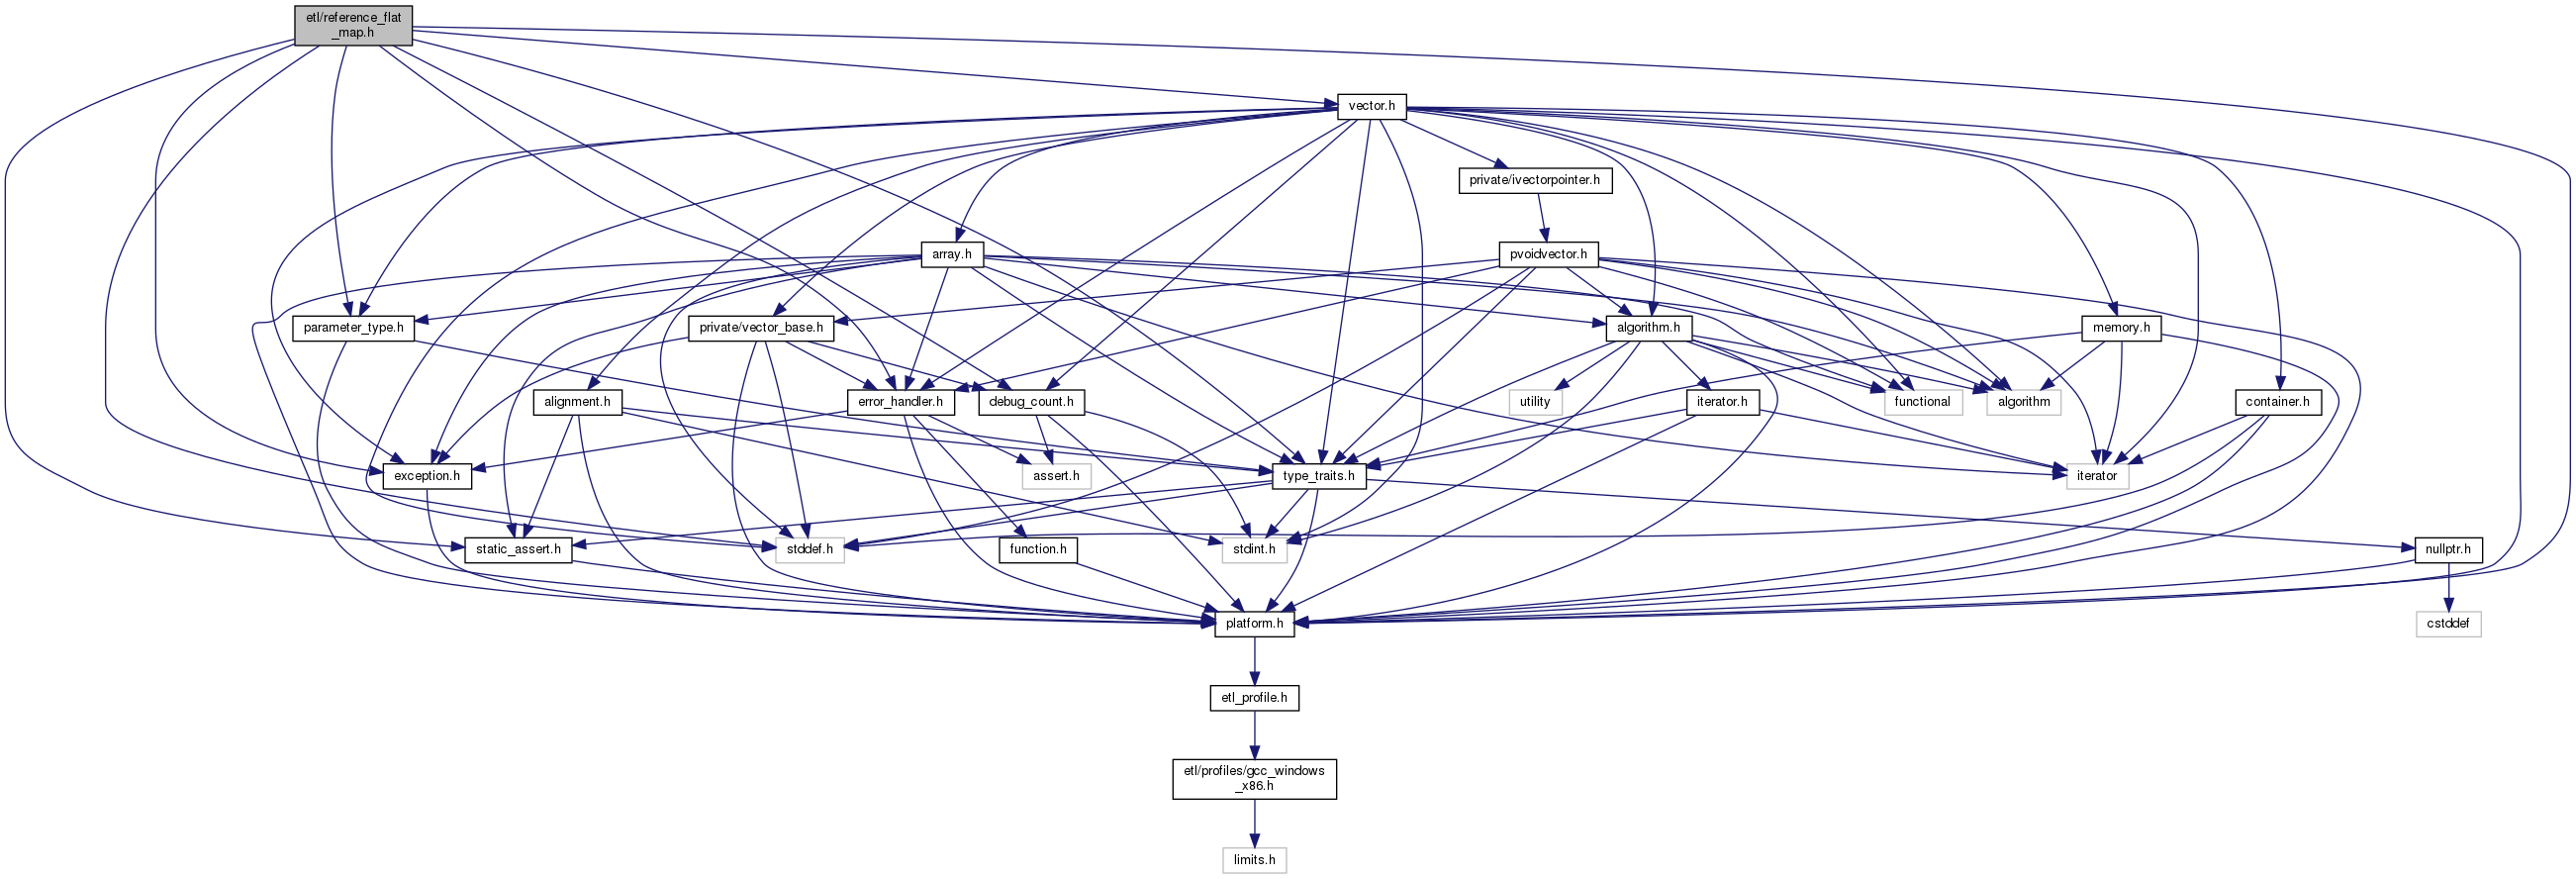 etl/reference_flat
_map.h
vector.h
private/ivectorpointer.h
array.h
pvoidvector.h
parameter_type.h
private/vector_base.h
algorithm.h
memory.h
alignment.h
error_handler.h
debug_count.h
utility
iterator.h
functional
algorithm
container.h
exception.h
assert.h
type_traits.h
iterator
static_assert.h
stddef.h
function.h
stdint.h
nullptr.h
platform.h
cstddef
etl_profile.h
etl/profiles/gcc_windows
_x86.h
limits.h